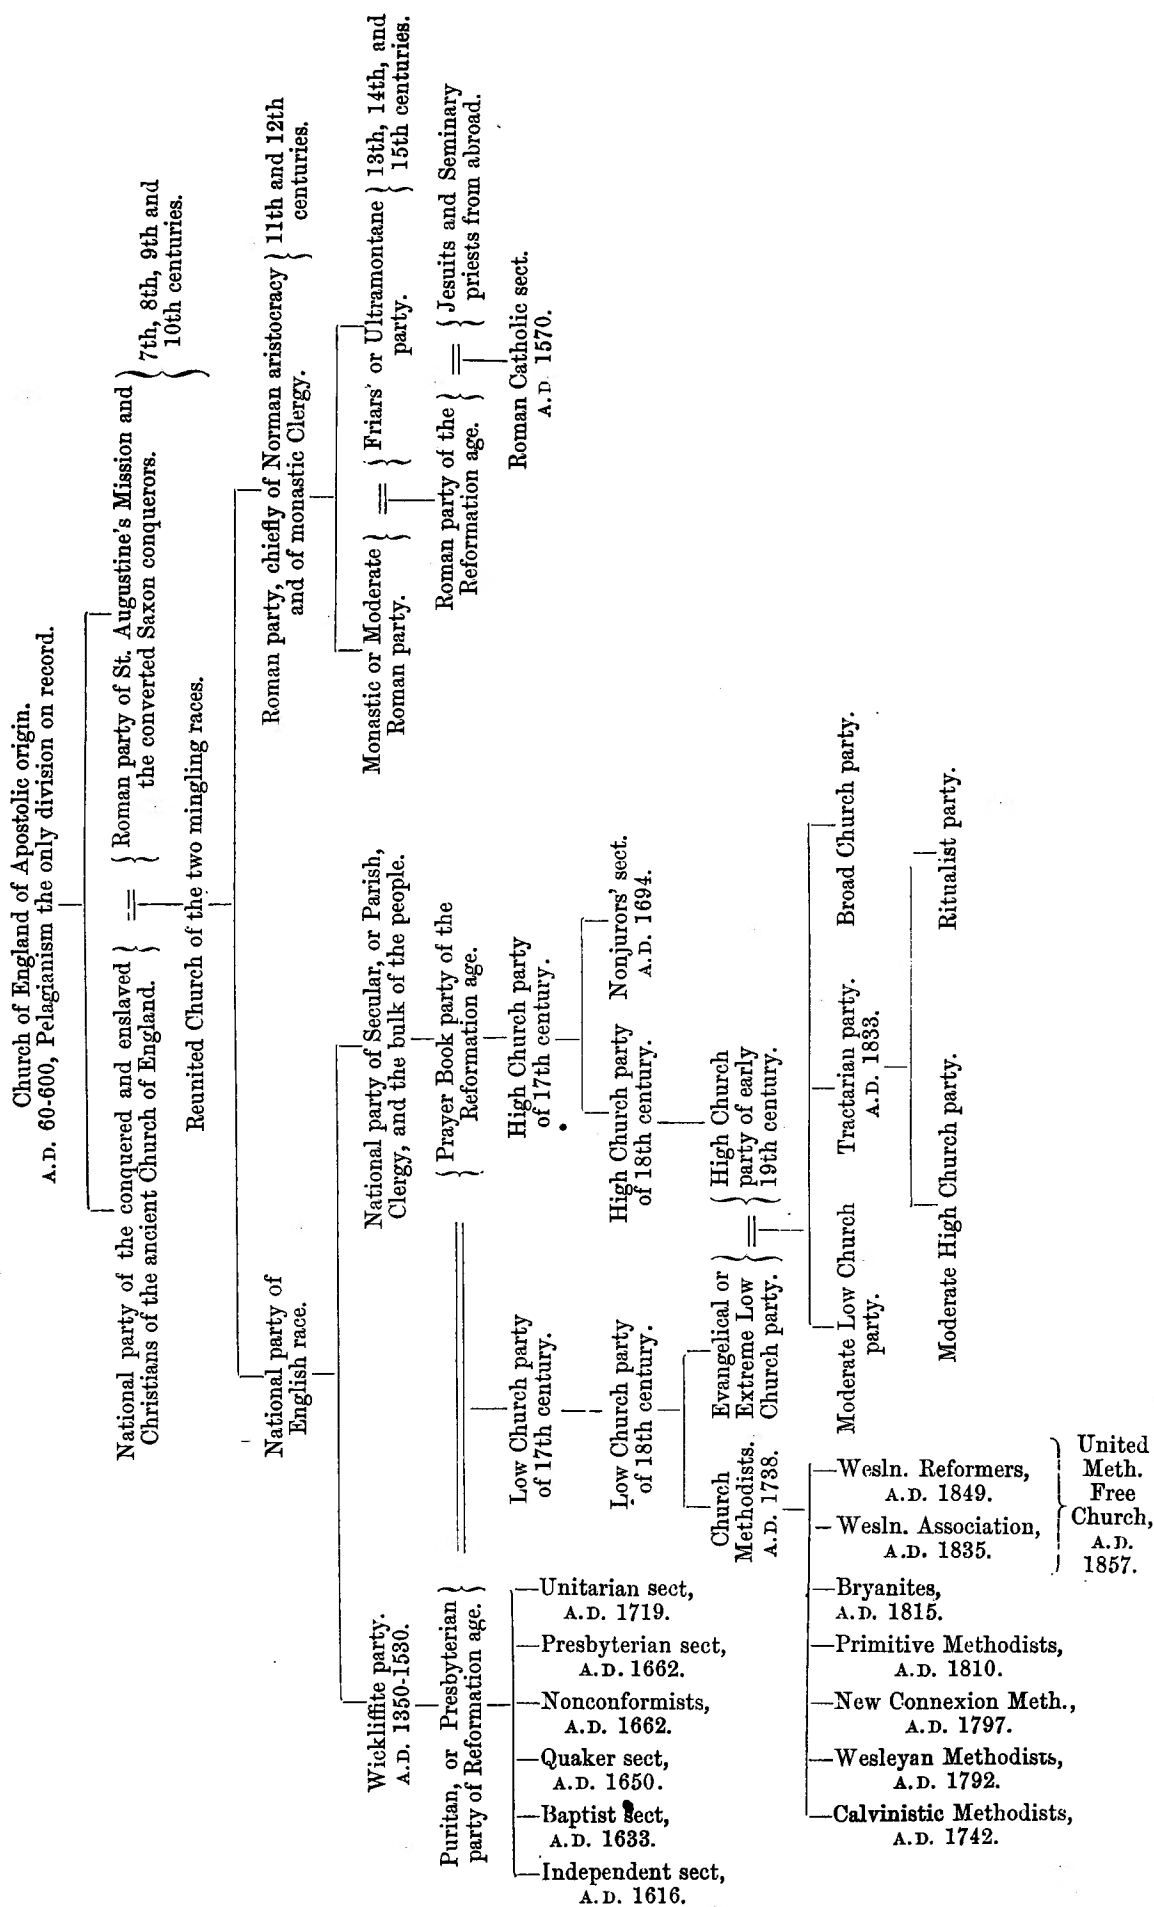 Church of England of Apostolic origin.
A.D. 60-600, Pelagianism the only division on record.
National party of the conquered and enslaved
Christians of the ancient Church of England.
Roman party of St. Augustine's Mission and
the converted Saxon conquerors.
7th, 8th, 9th and
10th centuries.
Reunited Church of the two mingling races.
National party of
English race.
Roman party, chiefly of Norman aristocracy
and of monastic Clergy.
11th and 12th
centuries.
Wickliffite party.
A.D. 1350-1530.
National party of Secular, or Parish,
Clergy, and the bulk of the people.
Monastic or Moderate
Roman party.
Friars' or Ultramontane
party.
13th, 14th, and
15th centuries.
Puritan, or Presbyterian
party of Reformation age.
Prayer Book party of the
Reformation age.
Roman party of the
Reformation age.
Jesuits and Seminary
priests from abroad.
Independent sect,
A.D. 1616.
Baptist Sect,
A.D. 1633.
Quaker sect,
A.D. 1650.
Nonconformists,
A.D. 1662.
Presbyterian sect,
A.D. 1662.
Unitarian sect,
A.D. 1719.
Low Church party
of 17th century.
High Church party
of 17th century.
Roman Catholic sect.
A.D. 1570.
Low Church party
of 18th century.
High Church party
of 18th century.
Nonjurors' sect.
A.D. 1694.
Church
Methodists.
A.D. 1738.
Evangelical or
Extreme Low
Church party.
High Church
party of early
19th century.
Calvinistic Methodists,
A.D. 1742.
Wesleyan Methodists,
A.D. 1792.
New Connexion Meth.,
A.D. 1797.
Primitive Methodists,
A.D. 1810.
Bryanites,
A.D. 1815.
Wesln. Association,
A.D. 1835.
Wesln. Reformers,
A.D. 1849.
United
Meth.
Free
Church,
A.D.
1857.
Moderate Low Church
party.
Tractarian party.
A.D. 1833.
Broad Church party.
Moderate High Church party.
Ritualist party.